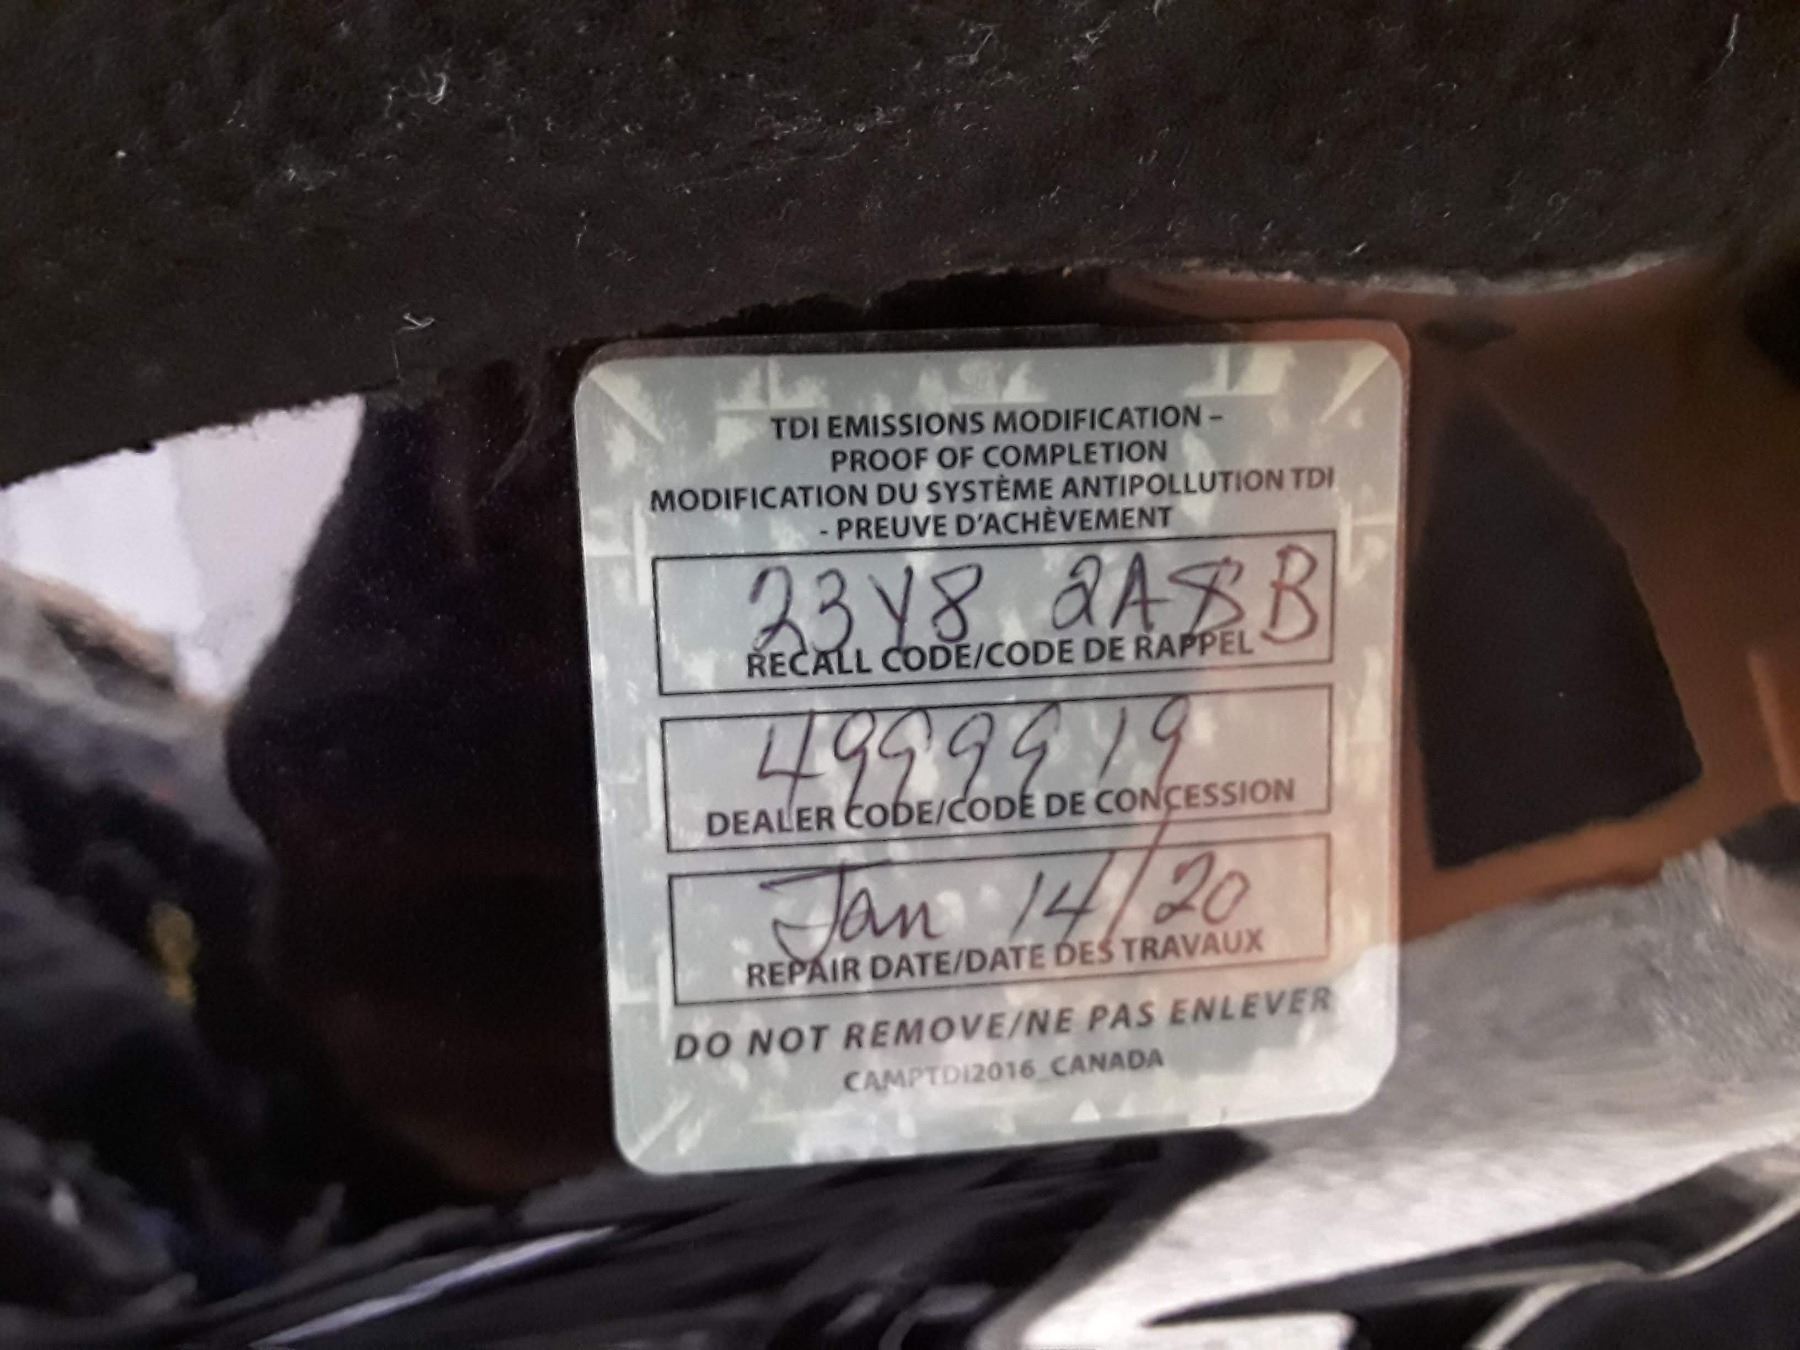 TDI EMISSIONS MODIFICATION –
PROOF OF COMPLETION
MODIFICATION DU SYSTÈME ANTIPOLLUTION TDI
- PREUVE D'ACHÈVEMENT
23Y8
RECALL CODE/CODE DE RAPPEL
4999919
DEALER CODE/CODE DE CONCESSION
Jan 14/20
REPAIR DATE/DATE DES TRAVAUX
DO NOT REMOVE/NE PAS ENLEVER
CAMPTDI2016_CANADA